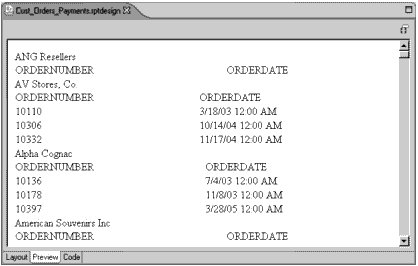 Cust_Orders_Payments.rptdesign
ANG Resellers
ORDERNUMBER ORDERDATE
AV Stores, Co.
ORDERNUMBER ORDERDATE
10110 3/18/03 12:00 AM
10306 10/14/04 12:00 AM
10332 11/17/04 12:00 AM
Alpha Cognac
ORDERNUMBER ORDERDATE
10136 7/4/03 12:00 AM
10178 11/8/03 12:00 AM
10397 3/28/05 12:00 AM
American Souvenirs Inc
ORDERNUMBER ORDERDATE
Layout Preview Code